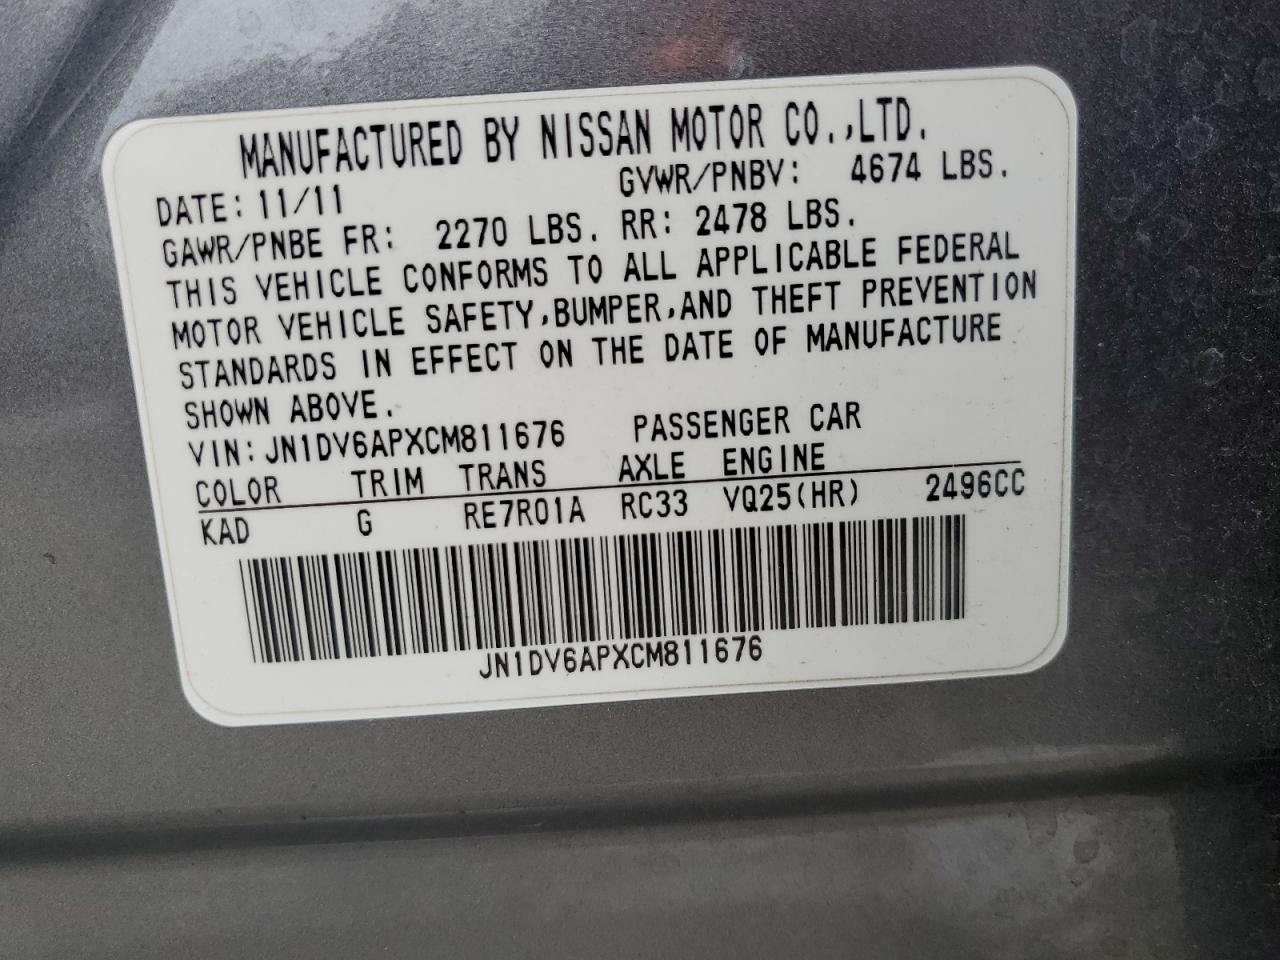 MANUFACTURED BY NISSAN MOTOR CO.,LTD.
DATE: 11/11 GVWR/PNBV: 4674 LBS.
GAWR/PNBE FR: 2270 LBS. RR: 2478 LBS.
THIS VEHICLE CONFORMS TO ALL APPLICABLE FEDERAL
MOTOR VEHICLE SAFETY,BUMPER,AND THEFT PREVENTION
STANDARDS IN EFFECT ON THE DATE OF MANUFACTURE
SHOWN ABOVE.
VIN: JN1DV6APXCM811676 PASSENGER CAR
COLOR TRIM TRANS AXLE ENGINE
KAD G RE7R01A RC33 VQ25(HR) 2496CC
JN1DV6APXCM811676